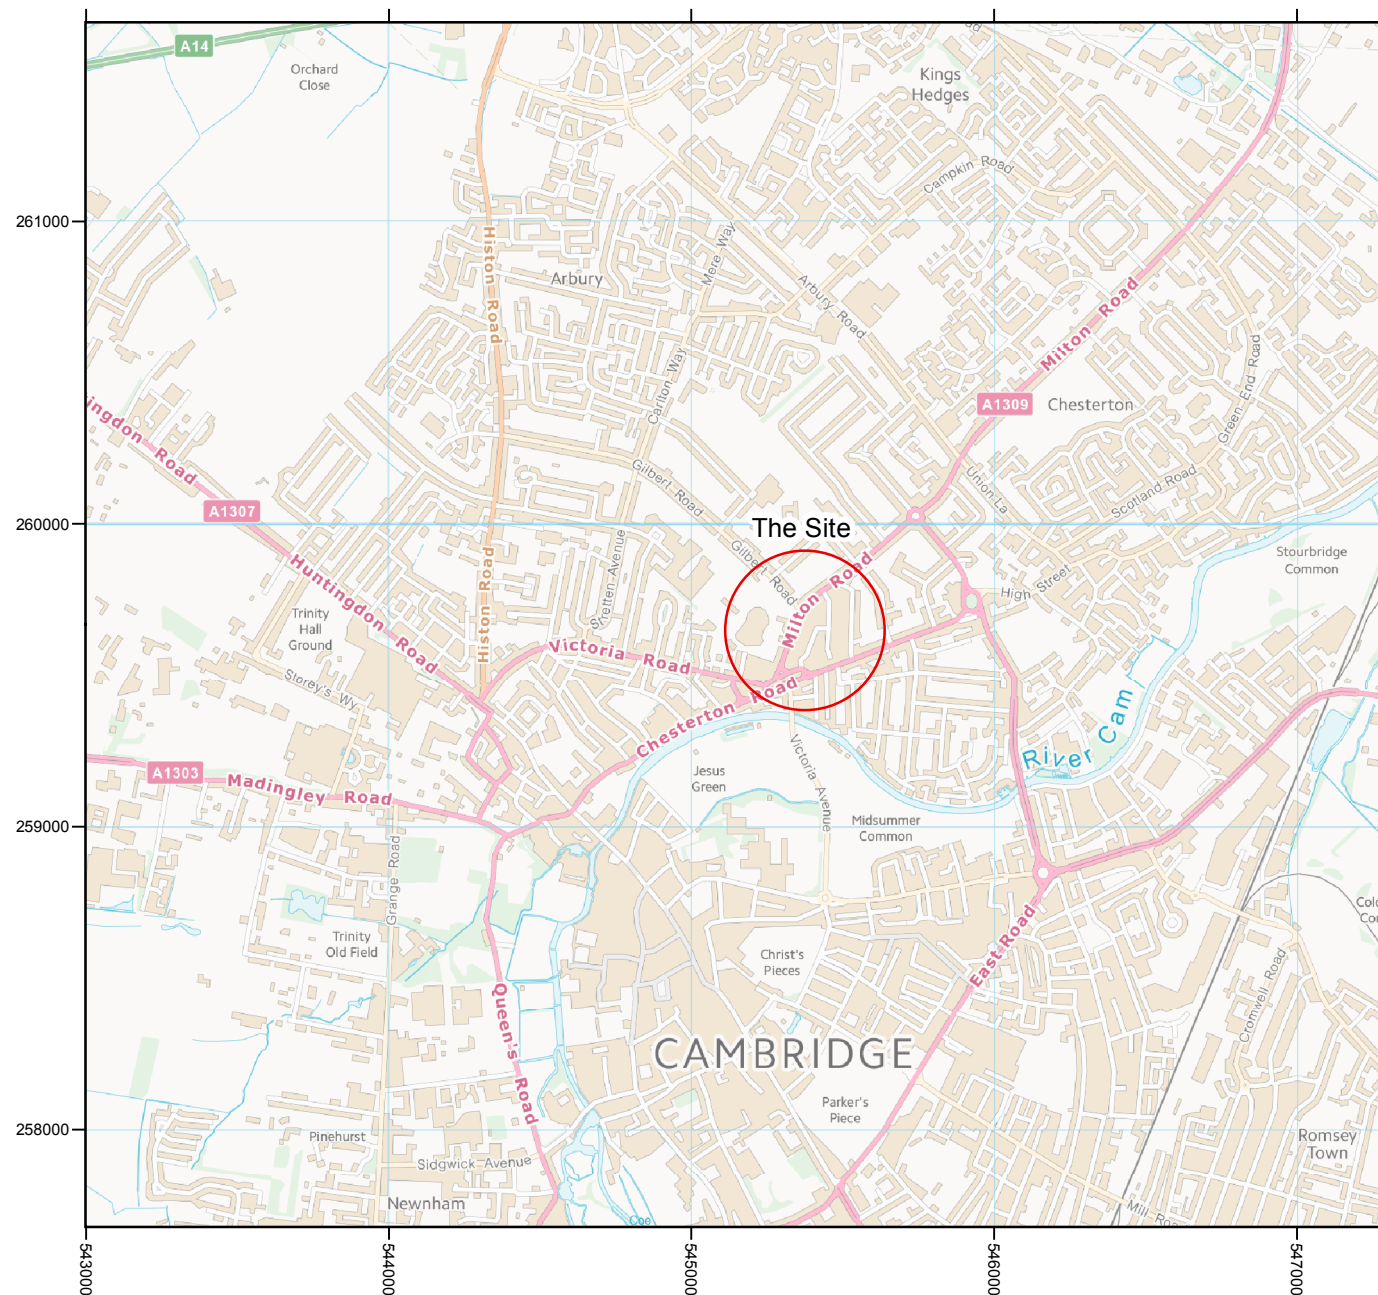 A14
Orchard
Close
Kings
Hedges
Campkin Road
261000
Histon Road
Arbury
Mere Way
Arbury Road
Milton Road
Carlton Way
Green End Road
A1309
Chesterton
ingdon Road
Gilbert Road
Union La
Scotland Road
A1307
260000
The Site
Huntingdon Road
Histon Road
Gilbert Road
Milton Road
High Street
Stourbridge
Common
Trinity
Hall
Ground
Victoria Road
Storey's Wy
Chesterton Road
River Cam
A1303
Madingley Road
Jesus
Green
Victoria Avenue
Midsummer
Common
259000
Grange Road
Trinity
Old Field
Christ's
Pieces
East Road
Cromwell Road
Queen's Road
CAMBRIDGE
Parker's
Piece
258000
Pinehurst
Sidgwick Avenue
Newnham
Romsey
Town
Mill Roa
Coe
543000
544000
545000
546000
547000